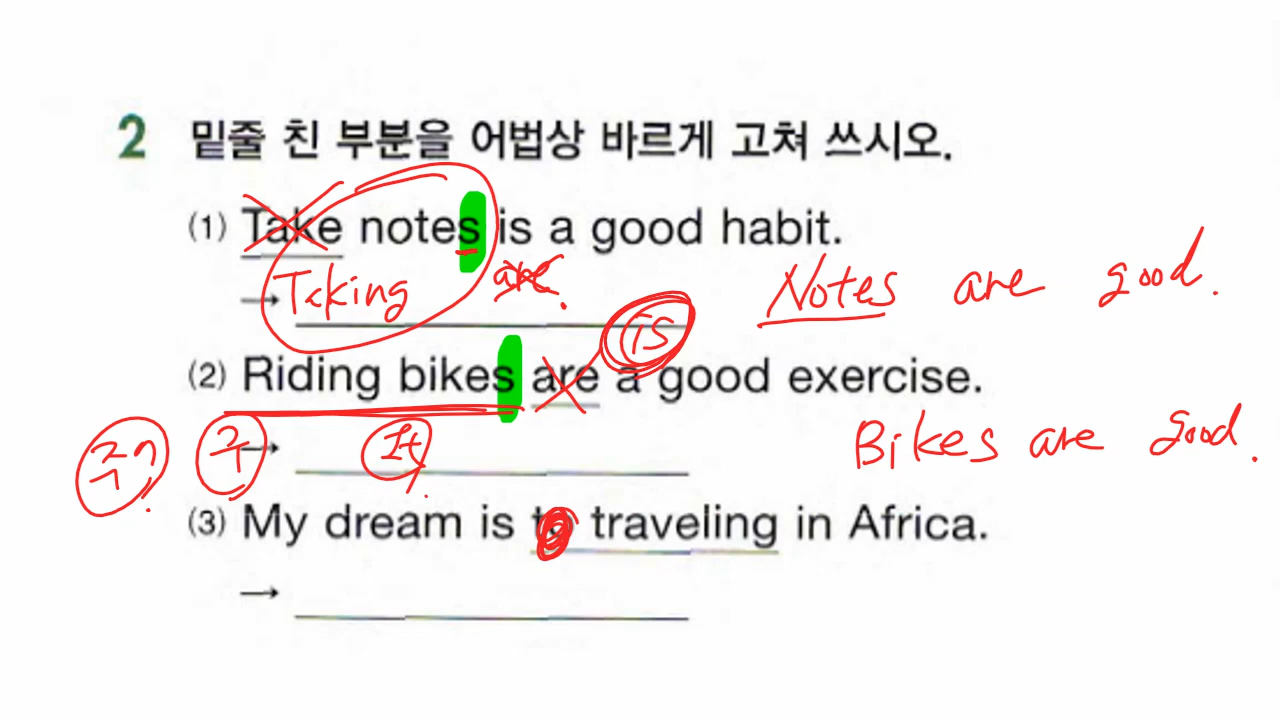 2 밑줄 친 부분을 어법상 바르게 고쳐 쓰시오.
(1) Take notes is a good habit.
→ Taking are. Notes are good.
is
(2) Riding bikes are a good exercise.
→ 주 It Bikes are good.
(3) My dream is to traveling in Africa.
→